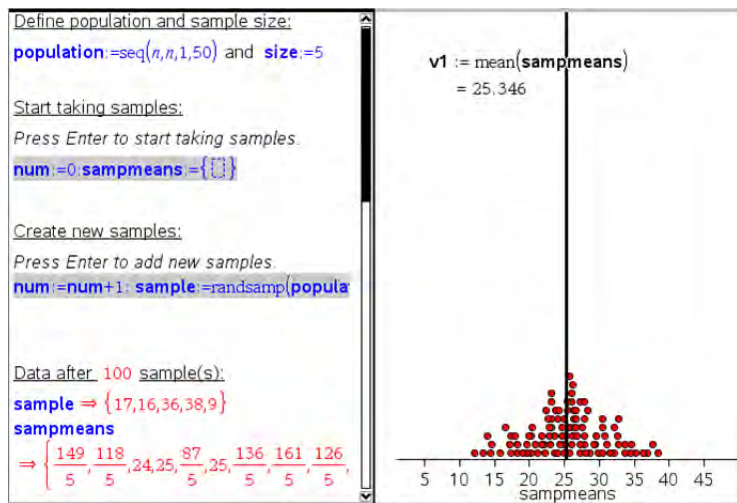 Define population and sample size:
population:=seq(n,n,1,50) and size:=5
Start taking samples:
Press Enter to start taking samples.
num:=0:sampmeans:={}
Create new samples:
Press Enter to add new samples.
num:=num+1: sample:=randsamp(popula
Data after 100 sample(s):
sample ⇒ {17,16,36,38,9}
sampmeans
⇒ {149/5,118/5,24,25,87/5,25,136/5,161/5,126/5,
v1 := mean(sampmeans)
= 25.346
5 10 15 20 25 30 35 40 45
sampmeans